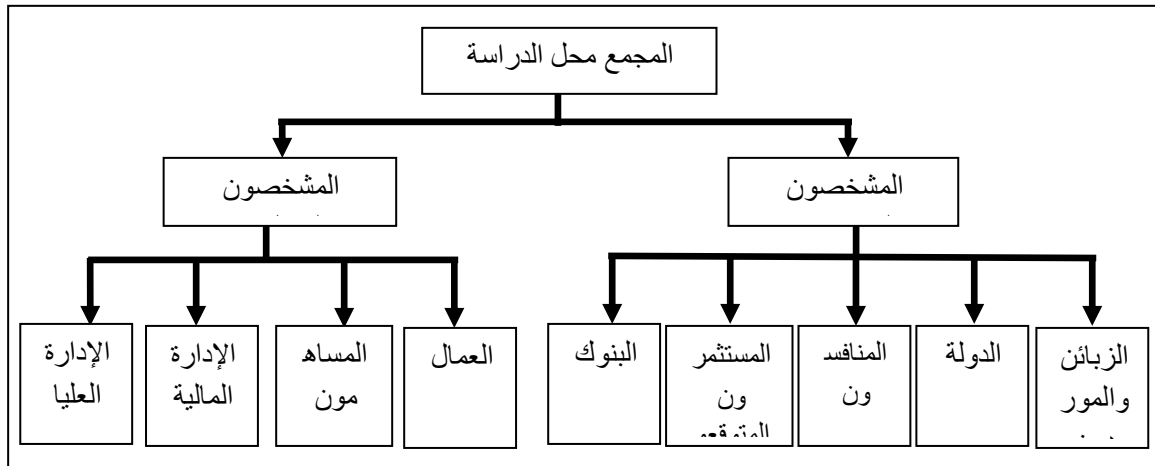 المجمع محل الدراسة
المشخصون
المشخصون
الزبائن
والمور
الدولة
المنافس
ون
المستثمر
ون
البنوك
العمال
المساه
مون
الإدارة
المالية
الإدارة
العليا